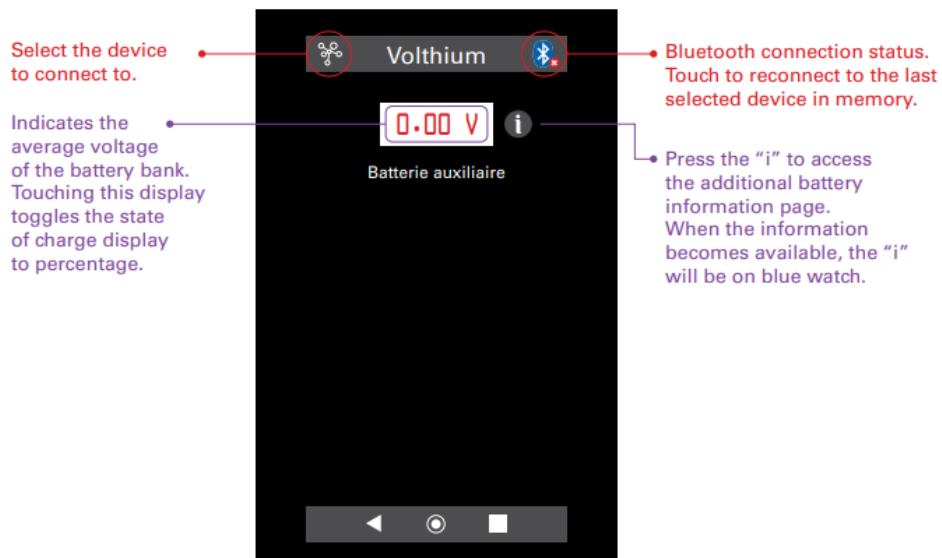 Select the device
to connect to.
Indicates the
average voltage
of the battery bank.
Touching this display
toggles the state
of charge display
to percentage.
Volthium
0.00 V
i
Batterie auxiliaire
Bluetooth connection status.
Touch to reconnect to the last
selected device in memory.
Press the “i” to access
the additional battery
information page.
When the information
becomes available, the “i”
will be on blue watch.